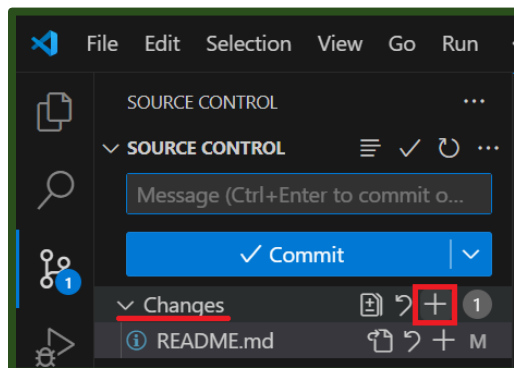 File Edit Selection View Go Run
SOURCE CONTROL
SOURCE CONTROL
Message (Ctrl+Enter to commit o...
Commit
1
Changes 1
README.md M